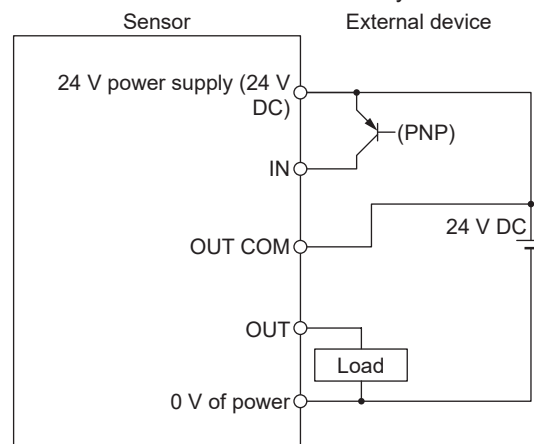 Sensor
External device
24 V power supply (24 V
DC)
(PNP)
IN
24 V DC
OUT COM
OUT
Load
0 V of power